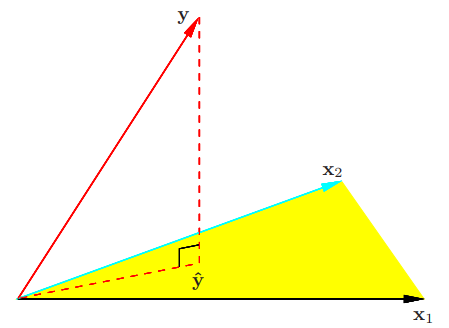 y
x₂
ŷ
x₁